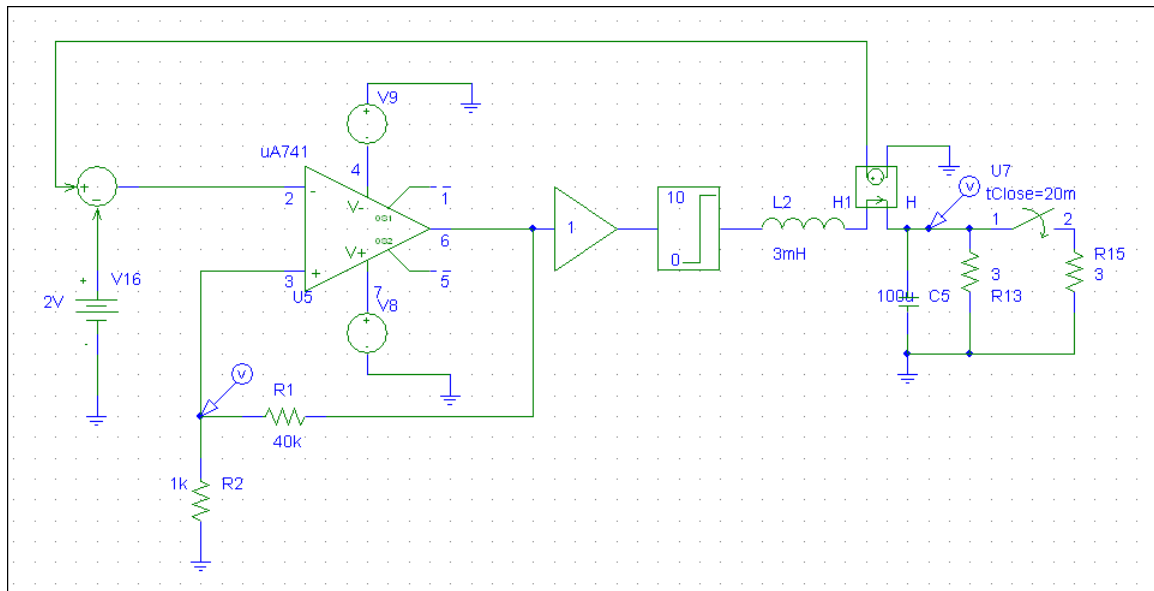 V9
uA741
4
1
2
-
V-
OS1
+
-
6
OS2
V+
3
+
5
U5
7
V8
V16
2V
1
10
0
L2
3mH
H1
H
U7
tClose=20m
V
1
2
R15
3
3
R13
100u
C5
V
R1
40k
1k
R2